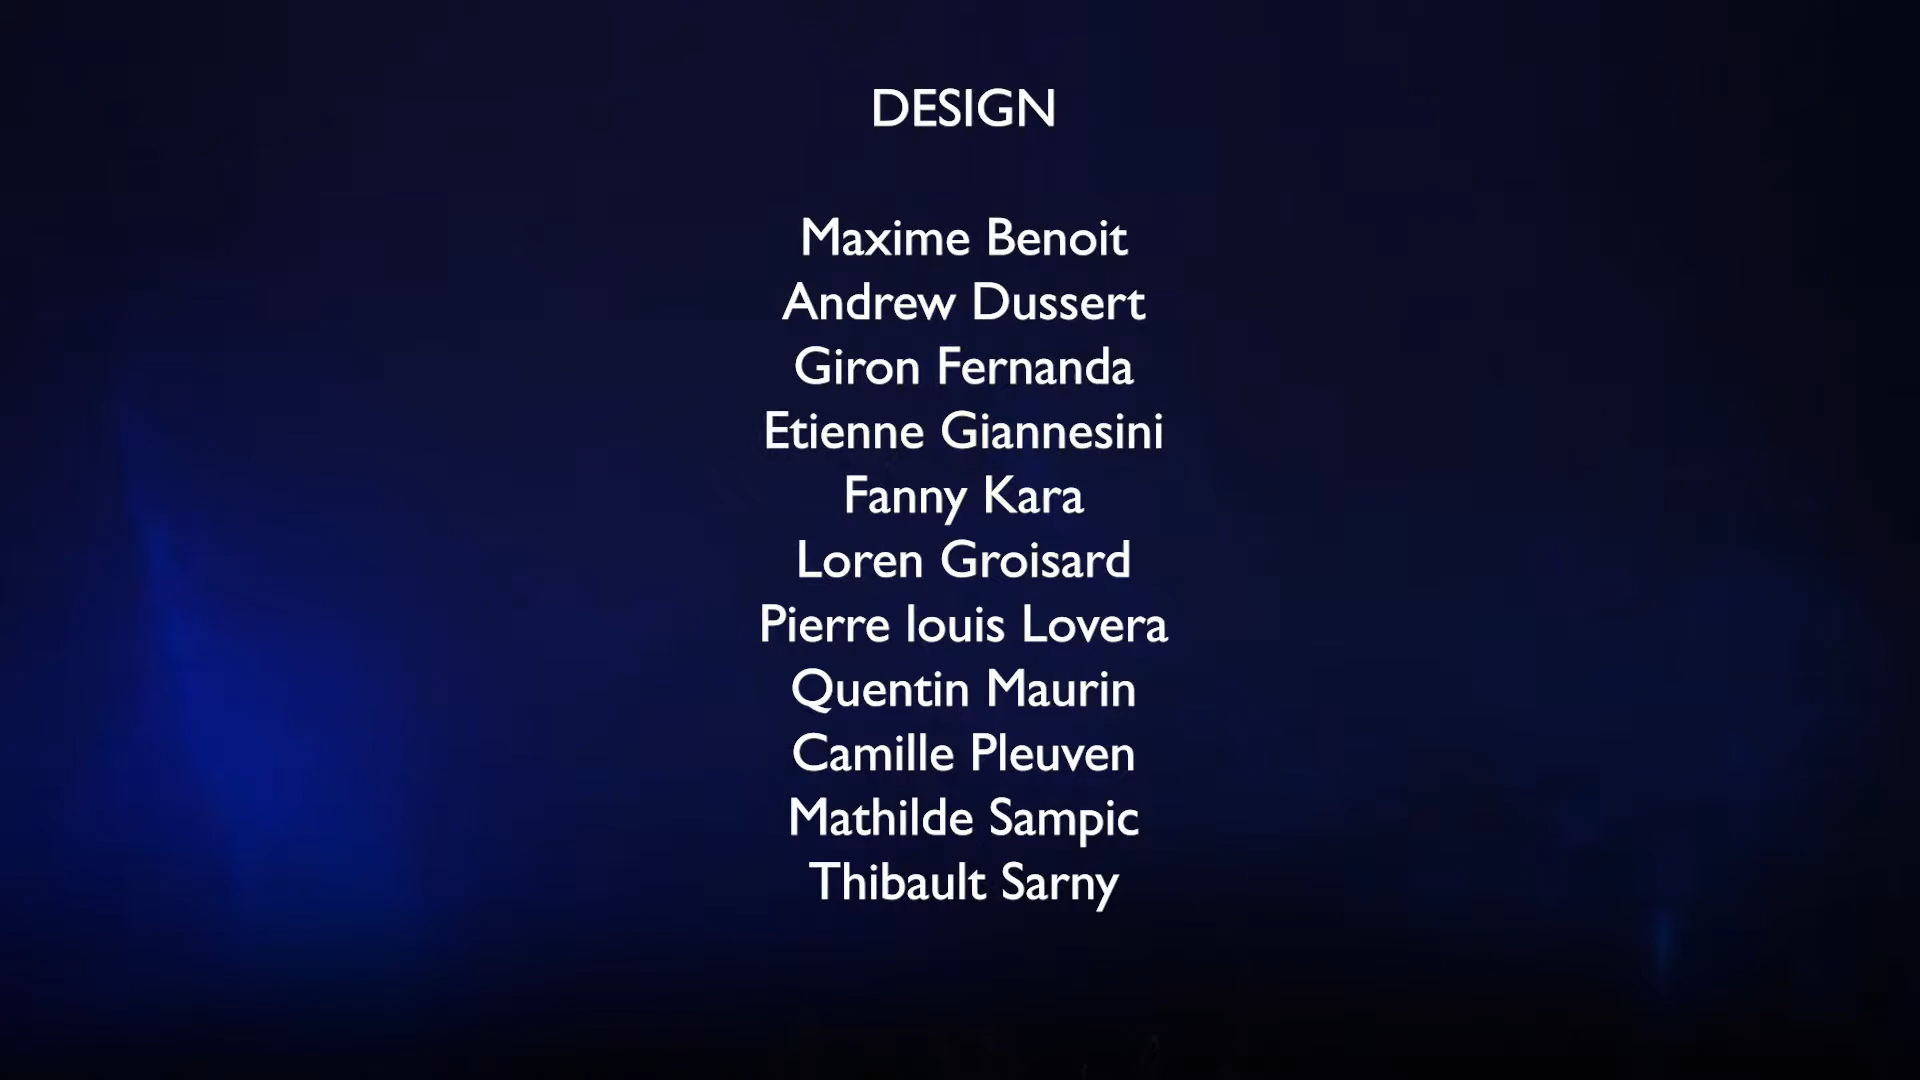 DESIGN
Maxime Benoit
Andrew Dussert
Giron Fernanda
Etienne Giannesini
Fanny Kara
Loren Groisard
Pierre louis Lovera
Quentin Maurin
Camille Pleuven
Mathilde Sampic
Thibault Sarny